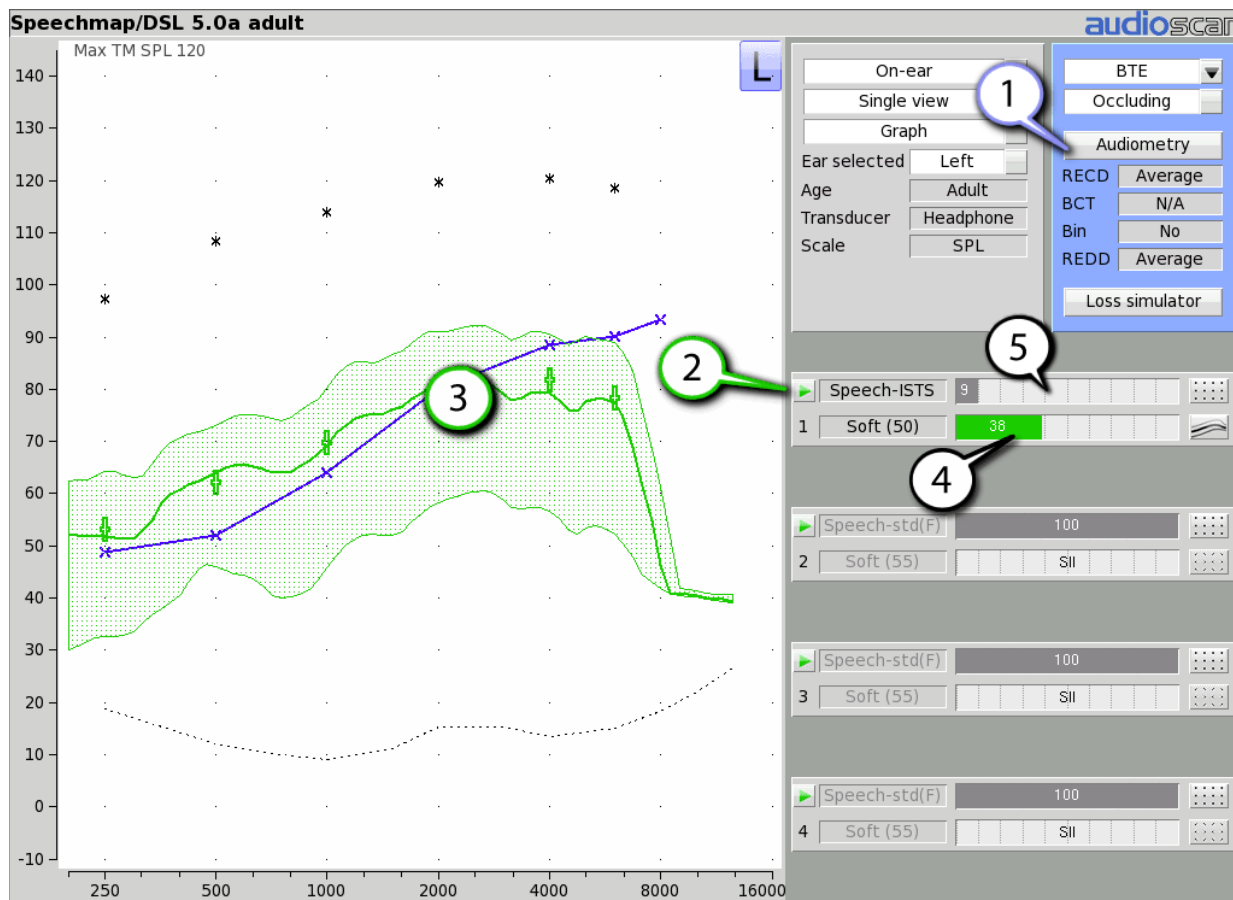 Speechmap/DSL 5.0a adult
audioscan
Max TM SPL 120
L
140
130
120
110
100
90
80
70
60
50
40
30
20
10
0
-10
250 500 1000 2000 4000 8000 16000
3
On-ear
Single view
Graph
Ear selected Left
Age Adult
Transducer Headphone
Scale SPL
1
BTE
Occluding
Audiometry
RECD Average
BCT N/A
Bin No
REDD Average
Loss simulator
2
5
Speech-ISTS 9
1 Soft (50) 38
4
Speech-std(F) 100
2 Soft (55) SII
Speech-std(F) 100
3 Soft (55) SII
Speech-std(F) 100
4 Soft (55) SII